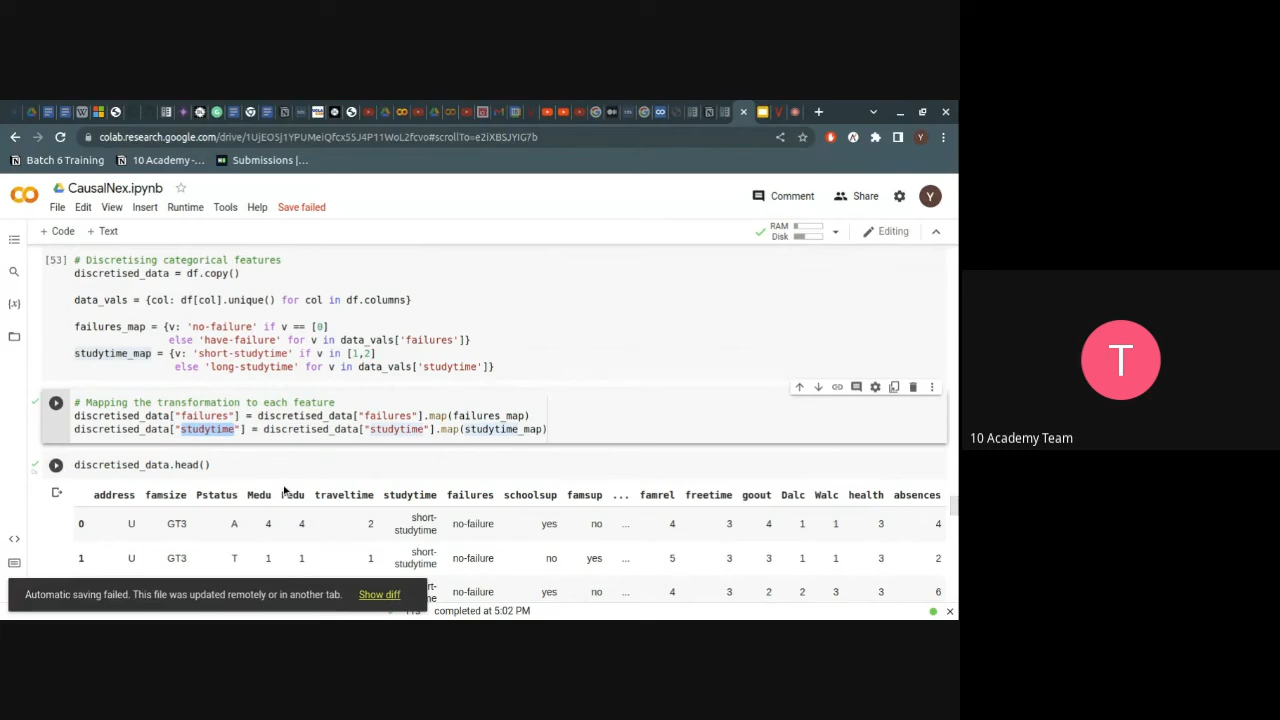 colab.research.google.com/drive/1UjEO5j1YPUMeiQfcx55J4P11WoL2fcvo#scrollTo=e2iXBSJYIG7b
Batch 6 Training
10 Academy -...
Submissions |...
CausalNex.ipynb
Comment
Share
Y
File Edit View Insert Runtime Tools Help Save failed
+ Code + Text
RAM
Disk
Editing
[53] # Discretising categorical features
discretised_data = df.copy()
data_vals = {col: df[col].unique() for col in df.columns}
failures_map = {v: 'no-failure' if v == [0]
else 'have-failure' for v in data_vals['failures']}
studytime_map = {v: 'short-studytime' if v in [1,2]
else 'long-studytime' for v in data_vals['studytime']}
# Mapping the transformation to each feature
discretised_data["failures"] = discretised_data["failures"].map(failures_map)
discretised_data["studytime"] = discretised_data["studytime"].map(studytime_map)
discretised_data.head()
address famsize Pstatus Medu edu traveltime studytime failures schoolsup famsup ... famrel freetime goout Dalc Walc health absences
0 U GT3 A 4 4 2 short-studytime no-failure yes no ... 4 3 4 1 1 3 4
1 U GT3 T 1 1 1 short-studytime no-failure no yes ... 5 3 3 1 1 3 2
no-failure yes no ... 4 3 2 2 3 3 6
Automatic saving failed. This file was updated remotely or in another tab. Show diff
completed at 5:02 PM
T
10 Academy Team